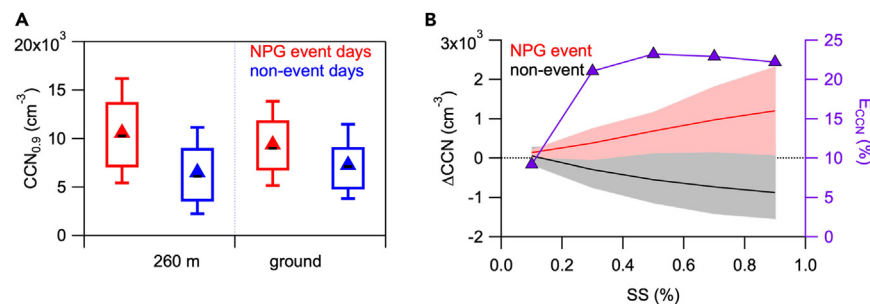 A
20x10³
15
10
5
0
CCN0.9 (cm⁻³)
NPG event days
non-event days
260 m
ground
B
3x10³
2
1
0
-1
-2
ΔCCN (cm⁻³)
NPG event
non-event
25
20
15
10
5
0
ECCN (%)
0.0 0.2 0.4 0.6 0.8 1.0
SS (%)